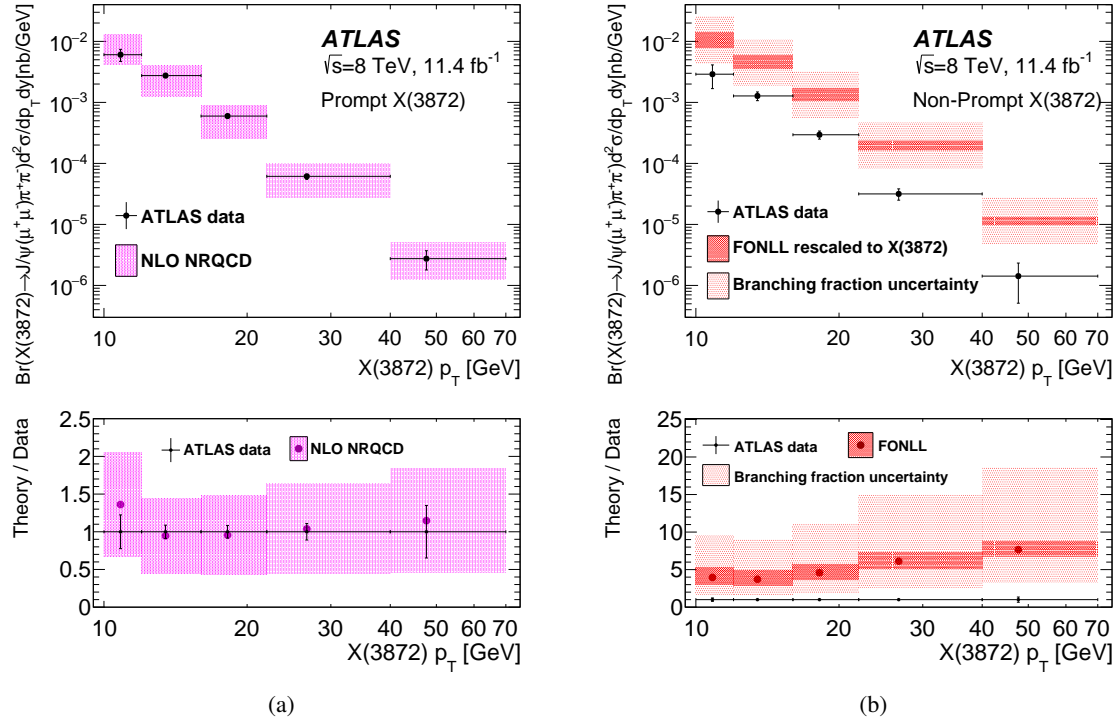 Br(X(3872)→J/ψ(μ⁺μ⁻)π⁺π⁻)d²σ/dp_Tdy[nb/GeV]
10⁻²
10⁻³
10⁻⁴
10⁻⁵
10⁻⁶
ATLAS
√s=8 TeV, 11.4 fb⁻¹
Prompt X(3872)
ATLAS data
NLO NRQCD
10 20 30 40 50 60 70
X(3872) p_T [GeV]
Theory / Data
2.5
2
1.5
1
0.5
0
ATLAS data NLO NRQCD
10 20 30 40 50 60 70
X(3872) p_T [GeV]
(a)
Br(X(3872)→J/ψ(μ⁺μ⁻)π⁺π⁻)d²σ/dp_Tdy[nb/GeV]
10⁻²
10⁻³
10⁻⁴
10⁻⁵
10⁻⁶
ATLAS
√s=8 TeV, 11.4 fb⁻¹
Non-Prompt X(3872)
ATLAS data
FONLL rescaled to X(3872)
Branching fraction uncertainty
10 20 30 40 50 60 70
X(3872) p_T [GeV]
Theory / Data
25
20
15
10
5
0
ATLAS data FONLL
Branching fraction uncertainty
10 20 30 40 50 60 70
X(3872) p_T [GeV]
(b)